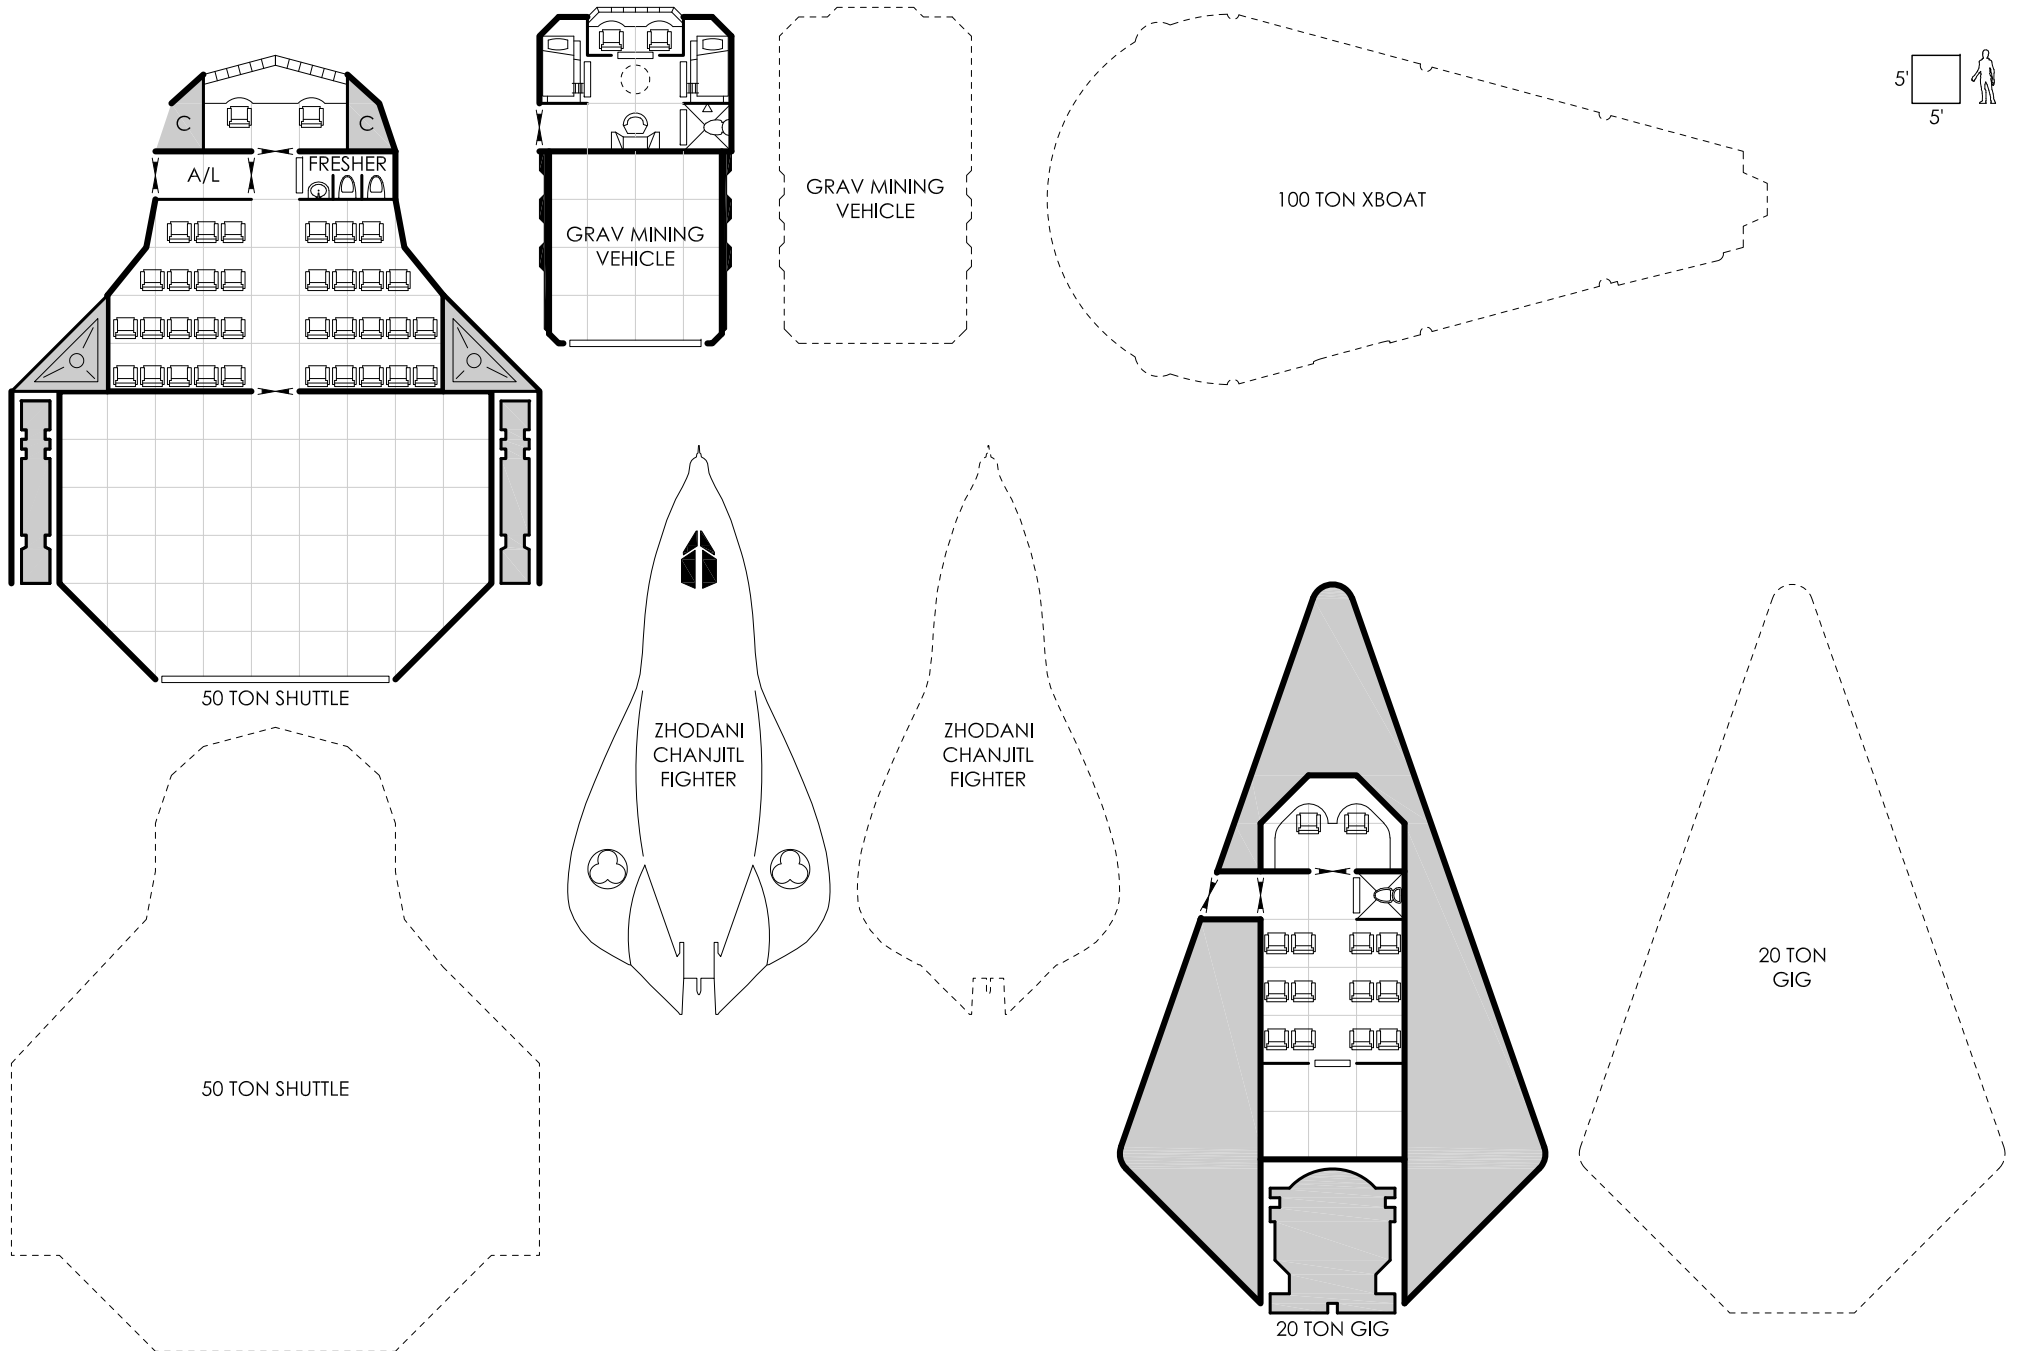 C
C
A/L
FRESHER
50 TON SHUTTLE
GRAV MINING
VEHICLE
GRAV MINING
VEHICLE
100 TON XBOAT
5'
5'
ZHODANI
CHANJITL
FIGHTER
ZHODANI
CHANJITL
FIGHTER
50 TON SHUTTLE
20 TON GIG
20 TON
GIG